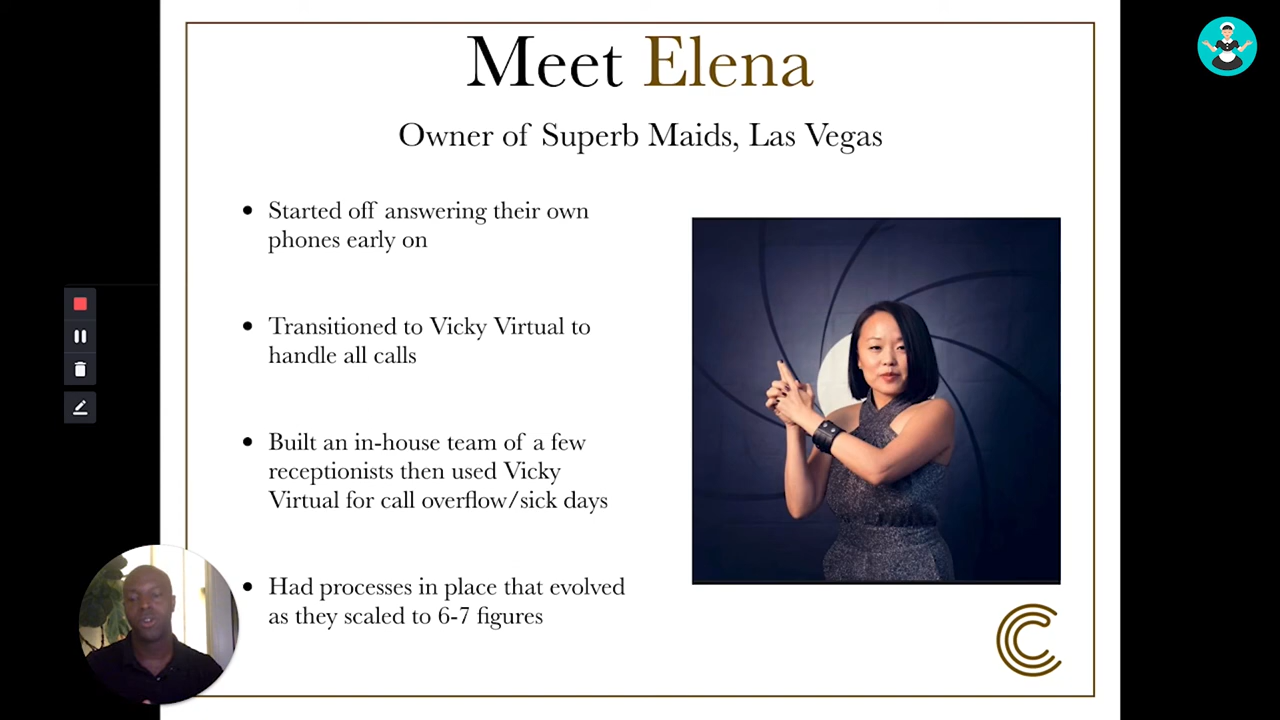 Meet Elena
Owner of Superb Maids, Las Vegas
• Started off answering their own
phones early on
• Transitioned to Vicky Virtual to
handle all calls
• Built an in-house team of a few
receptionists then used Vicky
Virtual for call overflow/sick days
• Had processes in place that evolved
as they scaled to 6-7 figures